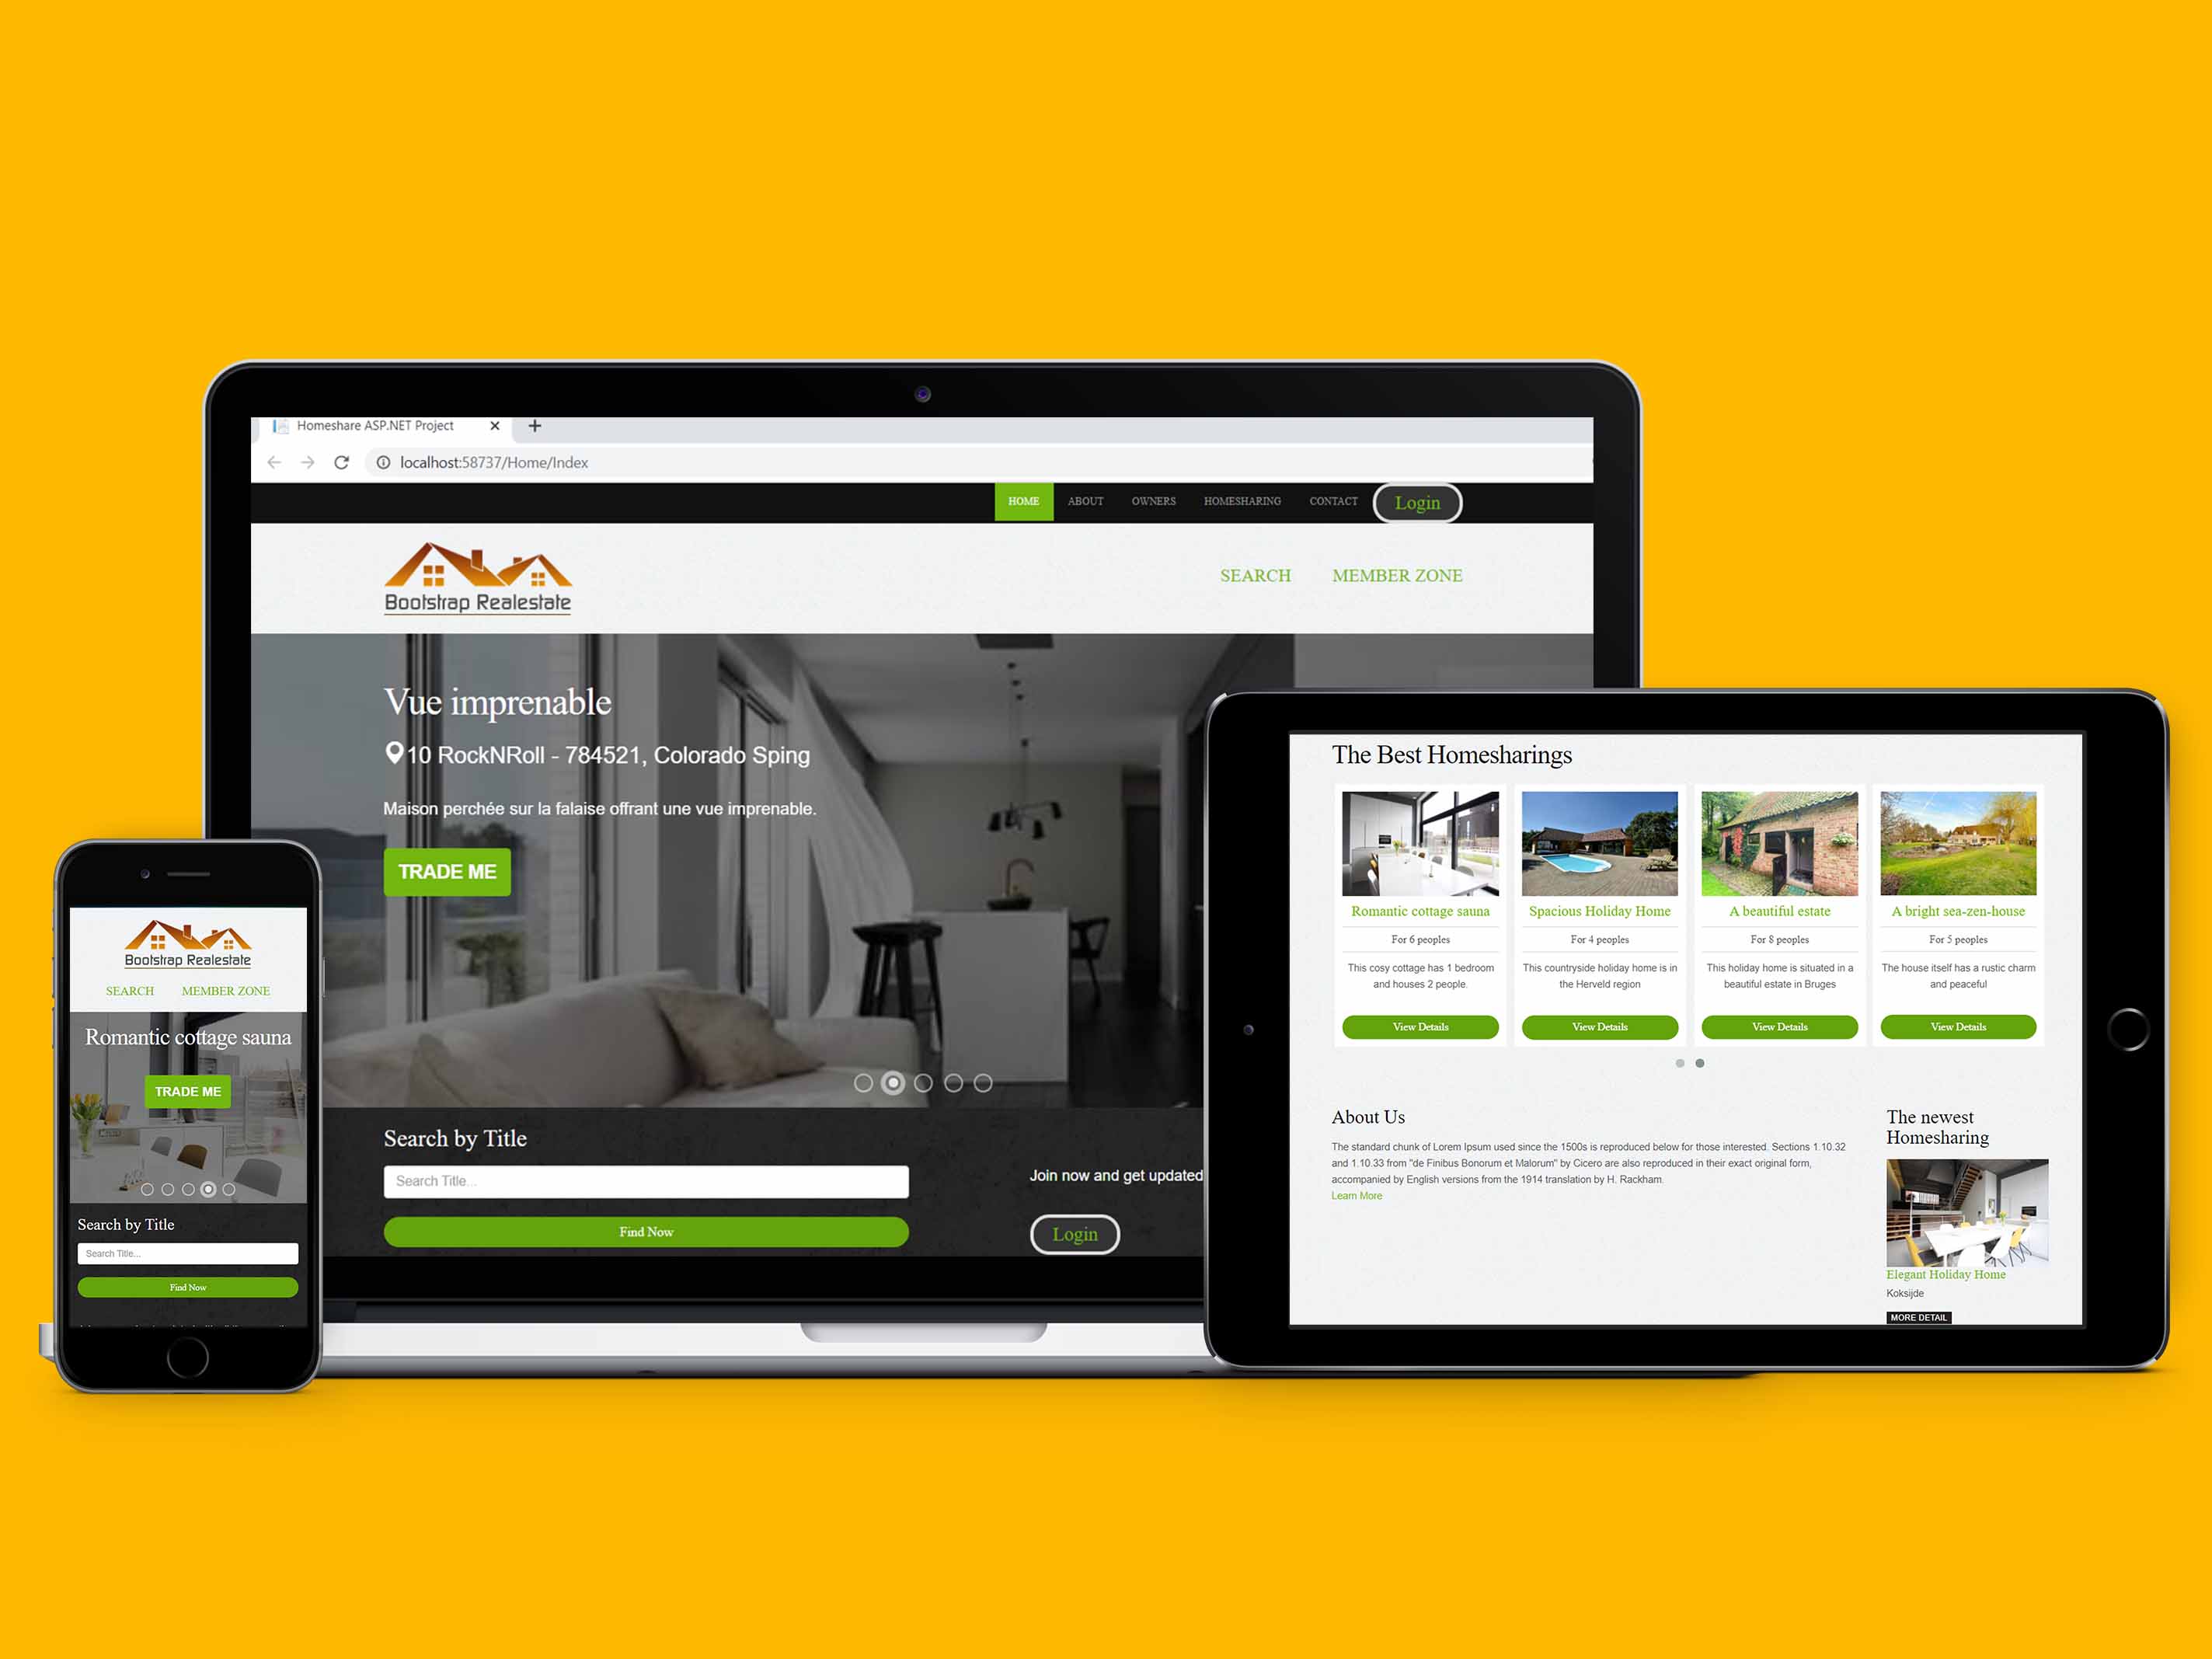 Homeshare ASP.NET Project
localhost:58737/Home/Index
HOME ABOUT OWNERS HOMESHARING CONTACT Login
Bootstrap Realestate
SEARCH MEMBER ZONE
Vue imprenable
10 RockNRoll - 784521, Colorado Sping
Maison perchée sur la falaise offrant une vue imprenable.
TRADE ME
Search by Title
Search Title...
Find Now
Join now and get updated
Login
Bootstrap Realestate
SEARCH MEMBER ZONE
Romantic cottage sauna
TRADE ME
Search by Title
Search Title...
Find Now
The Best Homesharings
Romantic cottage sauna
For 6 peoples
This cosy cottage has 1 bedroom
and houses 2 people.
View Details
Spacious Holiday Home
For 4 peoples
This countryside holiday home is in
the Herveld region
View Details
A beautiful estate
For 8 peoples
This holiday home is situated in a
beautiful estate in Bruges
View Details
A bright sea-zen-house
For 5 peoples
The house itself has a rustic charm
and peaceful
View Details
About Us
The standard chunk of Lorem Ipsum used since the 1500s is reproduced below for those interested. Sections 1.10.32
and 1.10.33 from "de Finibus Bonorum et Malorum" by Cicero are also reproduced in their exact original form,
accompanied by English versions from the 1914 translation by H. Rackham.
Learn More
The newest
Homesharing
Elegant Holiday Home
Koksijde
MORE DETAIL